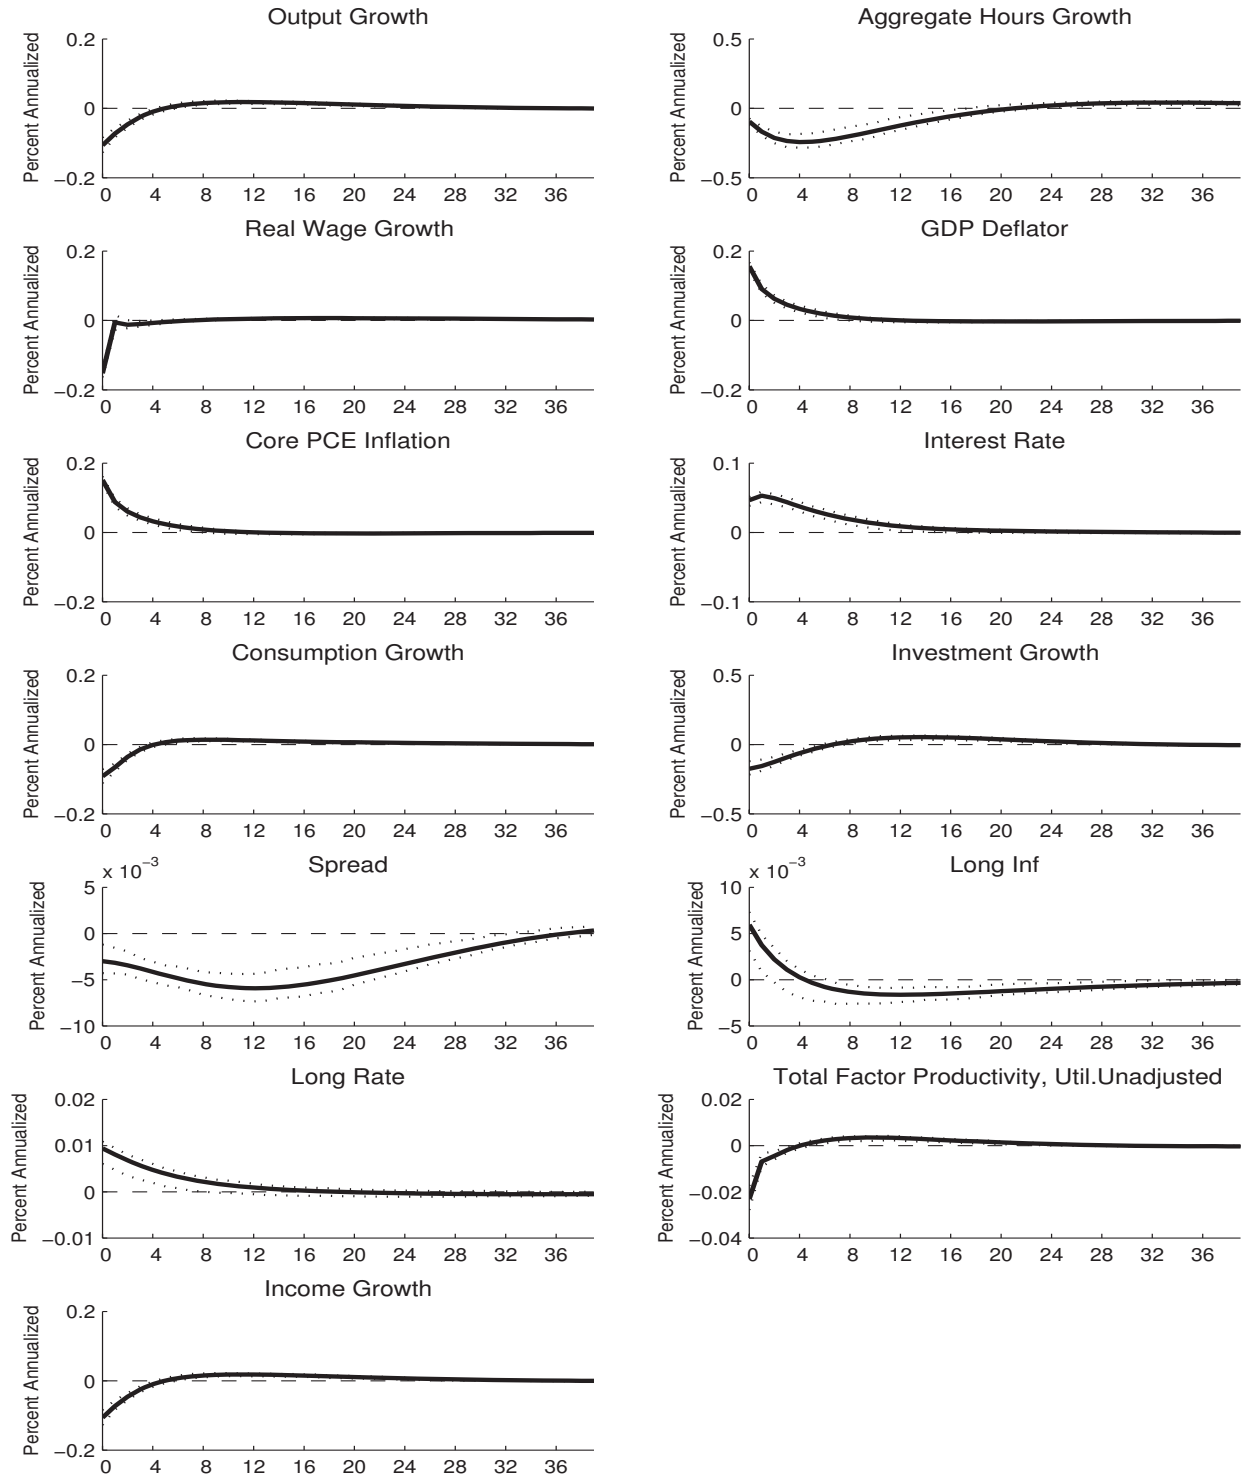 Output Growth
Percent Annualized
0.2
0
−0.2
0 4 8 12 16 20 24 28 32 36
Aggregate Hours Growth
Percent Annualized
0.5
0
−0.5
0 4 8 12 16 20 24 28 32 36
Real Wage Growth
Percent Annualized
0.2
0
−0.2
0 4 8 12 16 20 24 28 32 36
GDP Deflator
Percent Annualized
0.2
0
−0.2
0 4 8 12 16 20 24 28 32 36
Core PCE Inflation
Percent Annualized
0.2
0
−0.2
0 4 8 12 16 20 24 28 32 36
Interest Rate
Percent Annualized
0.1
0
−0.1
0 4 8 12 16 20 24 28 32 36
Consumption Growth
Percent Annualized
0.2
0
−0.2
0 4 8 12 16 20 24 28 32 36
Investment Growth
Percent Annualized
0.5
0
−0.5
0 4 8 12 16 20 24 28 32 36
Spread
x 10−3
Percent Annualized
5
0
−5
−10
0 4 8 12 16 20 24 28 32 36
Long Inf
x 10−3
Percent Annualized
10
5
0
−5
0 4 8 12 16 20 24 28 32 36
Long Rate
Percent Annualized
0.02
0.01
0
−0.01
0 4 8 12 16 20 24 28 32 36
Total Factor Productivity, Util.Unadjusted
Percent Annualized
0.02
0
−0.02
−0.04
0 4 8 12 16 20 24 28 32 36
Income Growth
Percent Annualized
0.2
0
−0.2
0 4 8 12 16 20 24 28 32 36